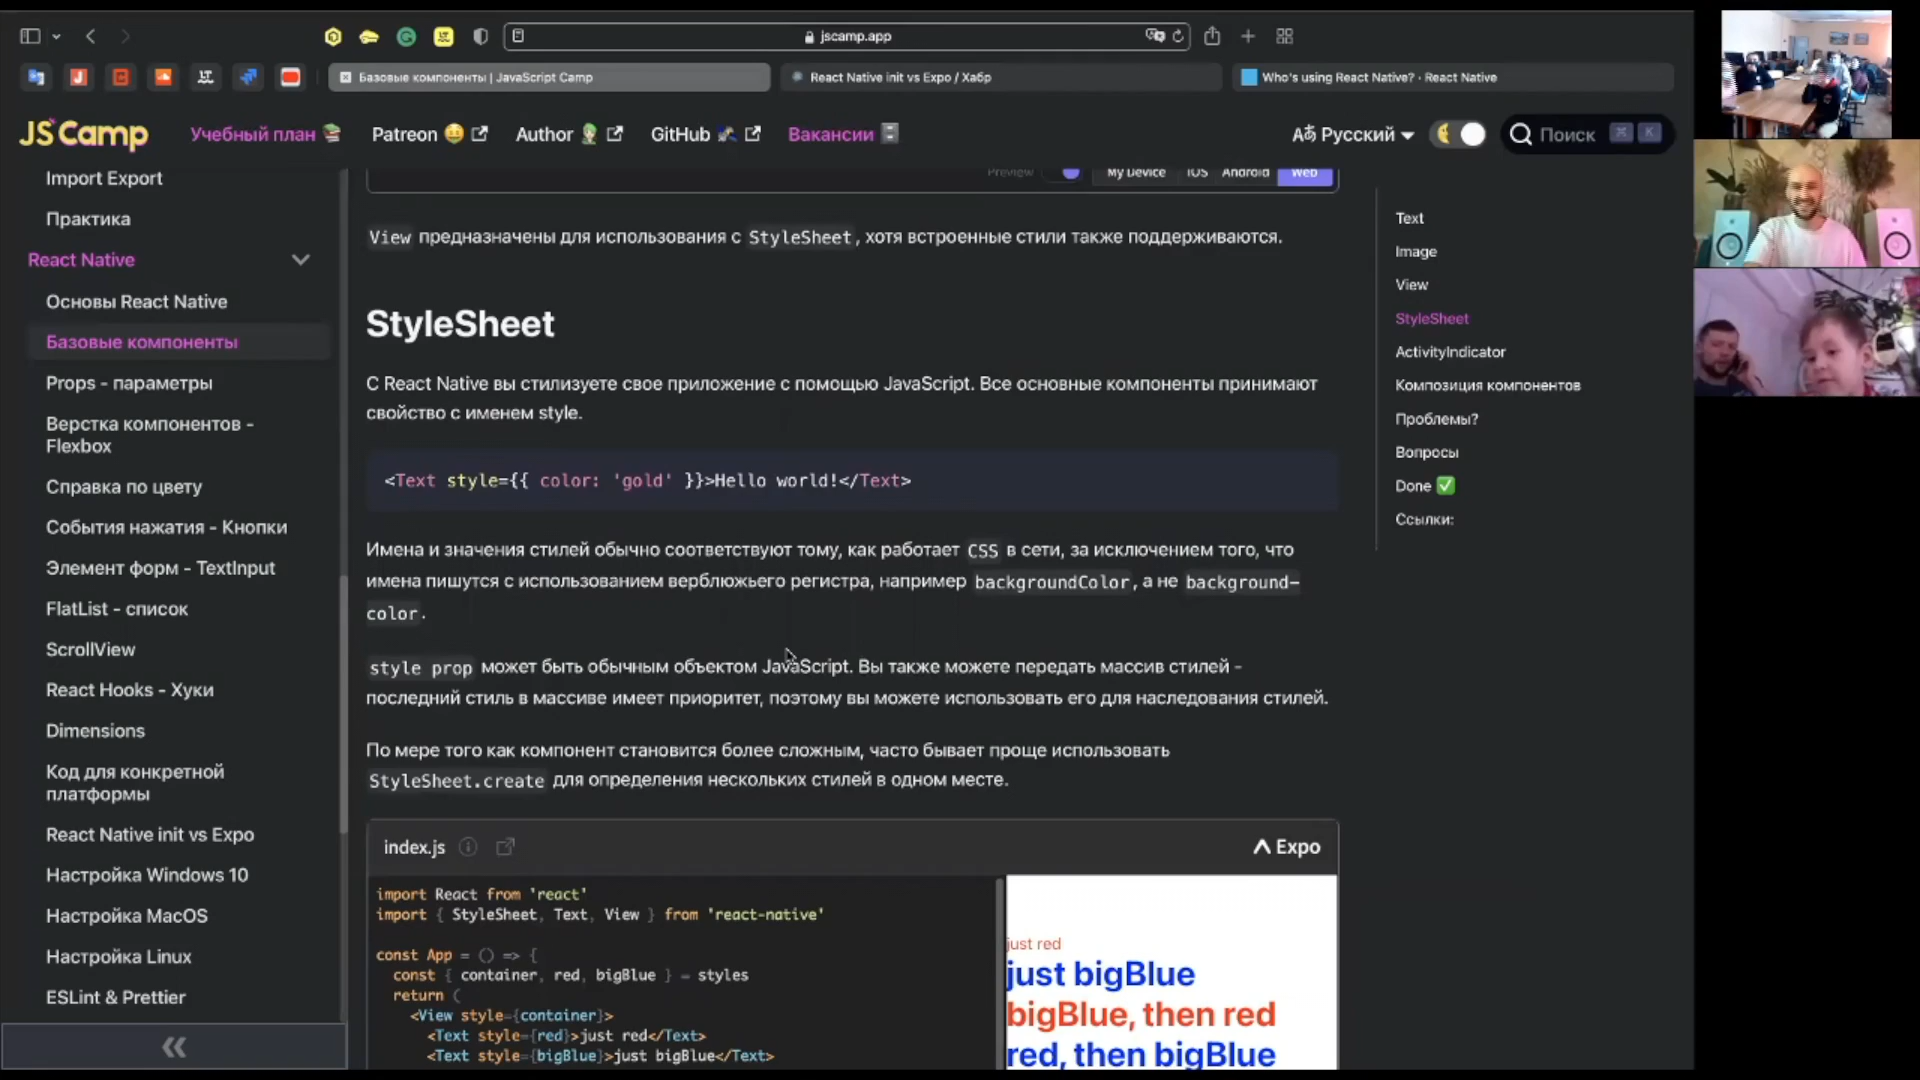 jscamp.app
Базовые компоненты | JavaScript Camp
React Native init vs Expo / Хабр
Who's using React Native? · React Native
JS Camp
Учебный план
Patreon
Author
GitHub
Вакансии
Русский
Поиск
⌘ K
Import Export
Практика
React Native
Основы React Native
Базовые компоненты
Props - параметры
Верстка компонентов -
Flexbox
Справка по цвету
События нажатия - Кнопки
Элемент форм - TextInput
FlatList - список
ScrollView
React Hooks - Хуки
Dimensions
Код для конкретной
платформы
React Native init vs Expo
Настройка Windows 10
Настройка MacOS
Настройка Linux
ESLint & Prettier
Preview
My Device
iOS
Android
Web
View предназначены для использования с StyleSheet, хотя встроенные стили также поддерживаются.
StyleSheet
С React Native вы стилизуете свое приложение с помощью JavaScript. Все основные компоненты принимают
свойство с именем style.
<Text style={{ color: 'gold' }}>Hello world!</Text>
Имена и значения стилей обычно соответствуют тому, как работает CSS в сети, за исключением того, что
имена пишутся с использованием верблюжьего регистра, например backgroundColor, а не background-
color.
style prop может быть обычным объектом JavaScript. Вы также можете передать массив стилей -
последний стиль в массиве имеет приоритет, поэтому вы можете использовать его для наследования стилей.
По мере того как компонент становится более сложным, часто бывает проще использовать
StyleSheet.create для определения нескольких стилей в одном месте.
index.js
Expo
import React from 'react'
import { StyleSheet, Text, View } from 'react-native'
const App = () => {
const { container, red, bigBlue } = styles
return (
<View style={container}>
<Text style={red}>just red</Text>
<Text style={bigBlue}>just bigBlue</Text>
just red
just bigBlue
bigBlue, then red
red, then bigBlue
Text
Image
View
StyleSheet
ActivityIndicator
Композиция компонентов
Проблемы?
Вопросы
Done ✅
Ссылки: